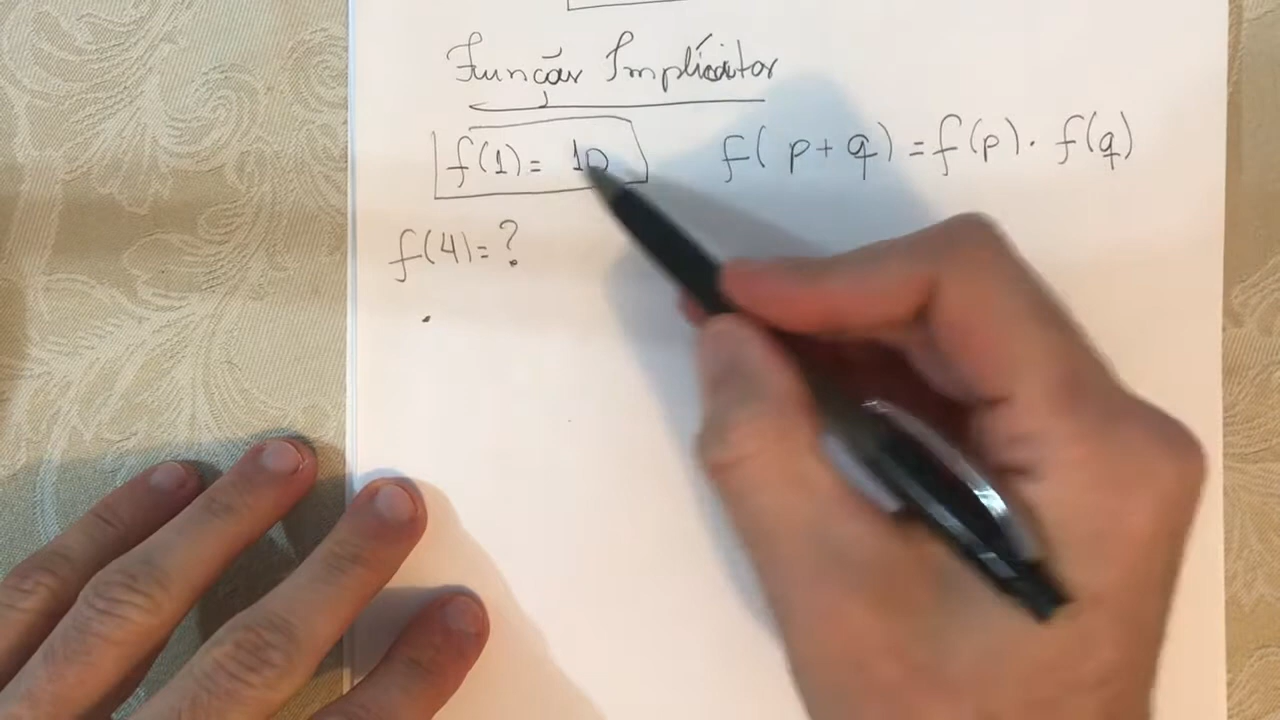 Função Implícita
f(1) = 10 f(p+q) = f(p) · f(q)
f(4) = ?